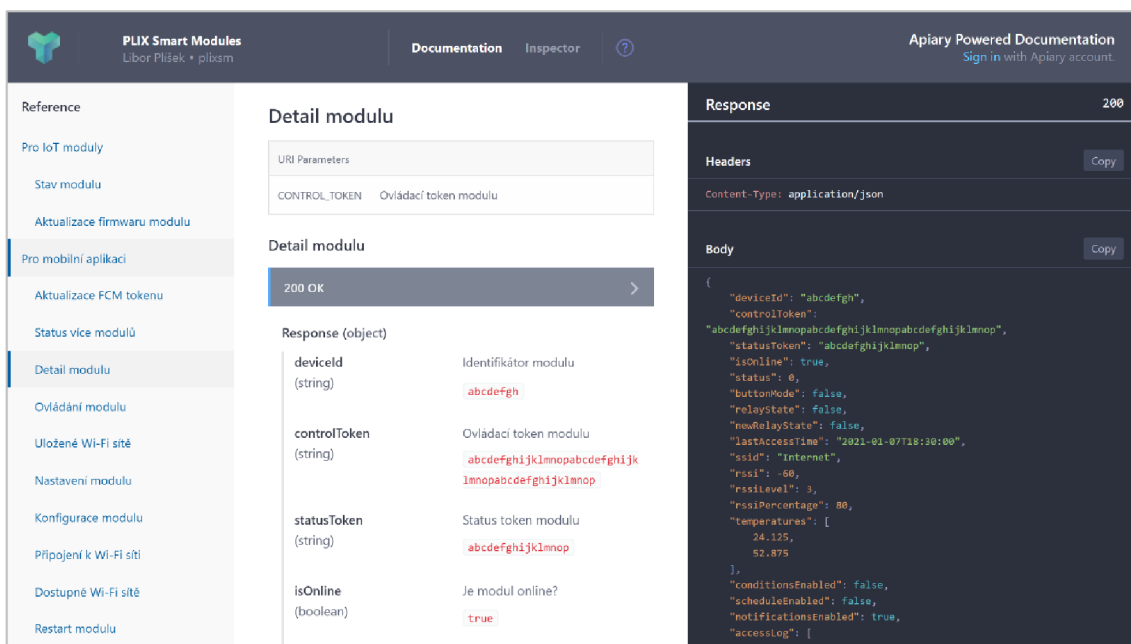 PLIX Smart Modules
Libor Plíšek • plixsm
Documentation
Inspector
?
Apiary Powered Documentation
Sign in with Apiary account.
Reference
Pro IoT moduly
Stav modulu
Aktualizace firmwaru modulu
Pro mobilní aplikaci
Aktualizace FCM tokenu
Status více modulů
Detail modulu
Ovládání modulu
Uložené Wi-Fi sítě
Nastavení modulu
Konfigurace modulu
Připojení k Wi-Fi síti
Dostupné Wi-Fi sítě
Restart modulu
Detail modulu
URI Parameters
CONTROL_TOKEN Ovládací token modulu
Detail modulu
200 OK
Response (object)
deviceId Identifikátor modulu
(string)
abcdefgh
controlToken Ovládací token modulu
(string)
abcdefghijklmnopabcdefghijk
lmnopabcdefghijklmnop
statusToken Status token modulu
(string)
abcdefghijklmnop
isOnline Je modul online?
(boolean)
true
Response 200
Headers Copy
Content-Type: application/json
Body Copy
{
"deviceId": "abcdefgh",
"controlToken":
"abcdefghijklmnopabcdefghijklmnopabcdefghijklmnop",
"statusToken": "abcdefghijklmnop",
"isOnline": true,
"status": 0,
"buttonMode": false,
"relayState": false,
"newRelayState": false,
"lastAccessTime": "2021-01-07T18:30:00",
"ssid": "Internet",
"rssi": -60,
"rssiLevel": 3,
"rssiPercentage": 80,
"temperatures": [
24.125,
52.875
],
"conditionsEnabled": false,
"scheduleEnabled": false,
"notificationsEnabled": true,
"accessLog": [